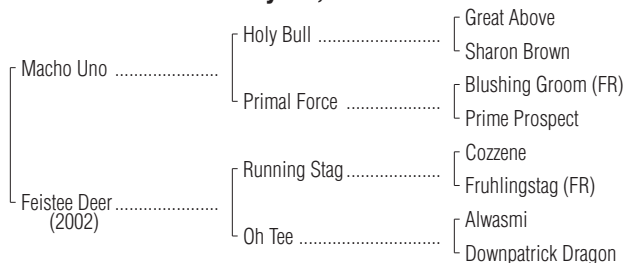 Great Above
Holy Bull ..............................
Sharon Brown
Macho Uno .....................
Blushing Groom (FR)
Primal Force ......................
Prime Prospect
Cozzene
Running Stag......................
Fruhlingstag (FR)
Feistee Deer.....................
(2002)
Alwasmi
Oh Tee .................................
Downpatrick Dragon